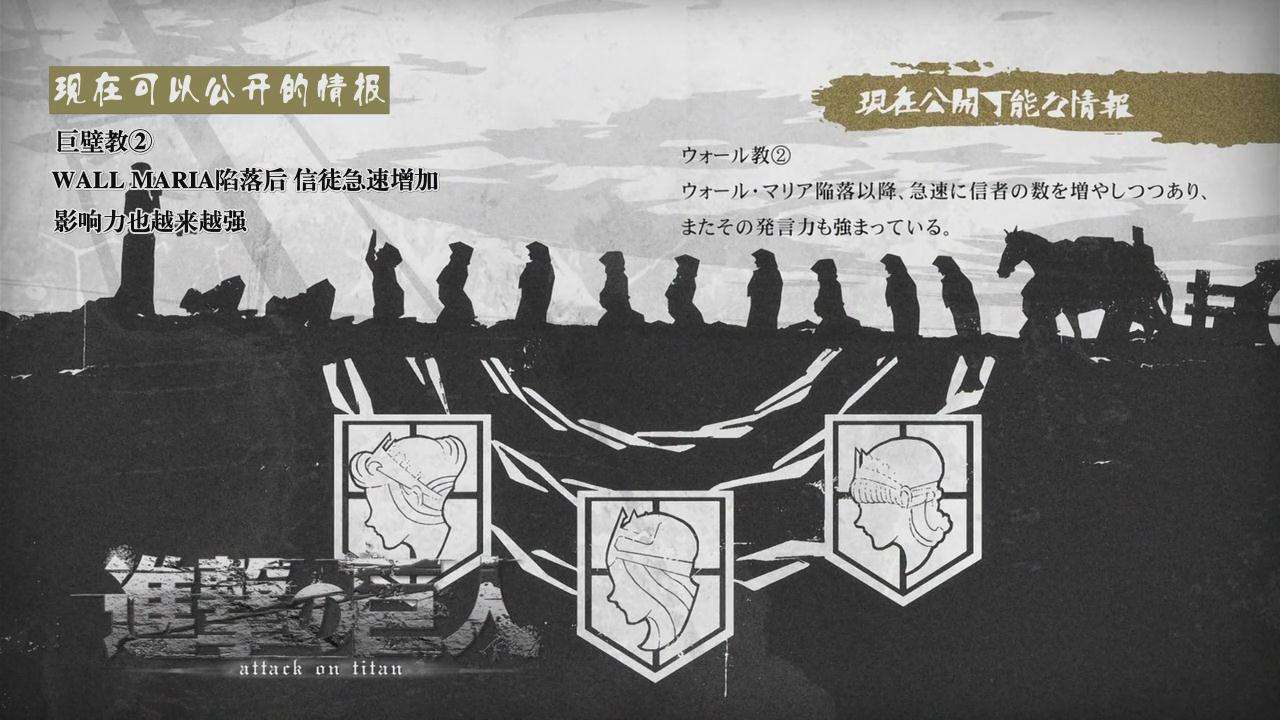 现在可以公开的情报
巨壁教②
WALL MARIA陷落后 信徒急速增加
影响力也越来越强
現在公開可能な情報
ウォール教②
ウォール・マリア陥落以降、急速に信者の数を増やしつつあり、
またその発言力も強まっている。
進撃の巨人
attack on titan